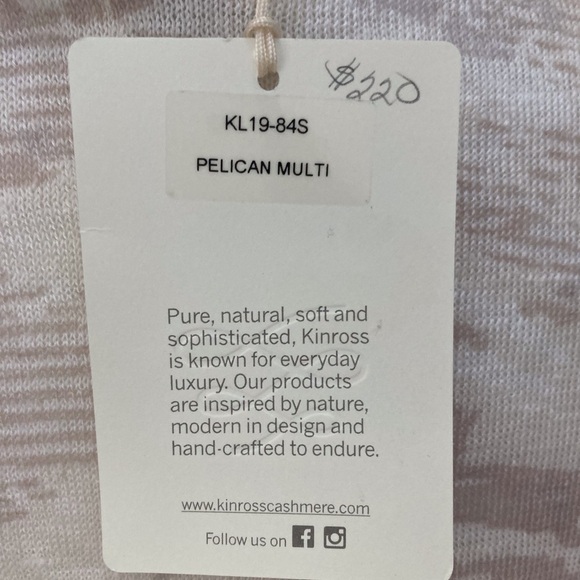 $220
KL19-84S
PELICAN MULTI
Pure, natural, soft and
sophisticated, Kinross
is known for everyday
luxury. Our products
are inspired by nature,
modern in design and
hand-crafted to endure.
www.kinrosscashmere.com
Follow us on